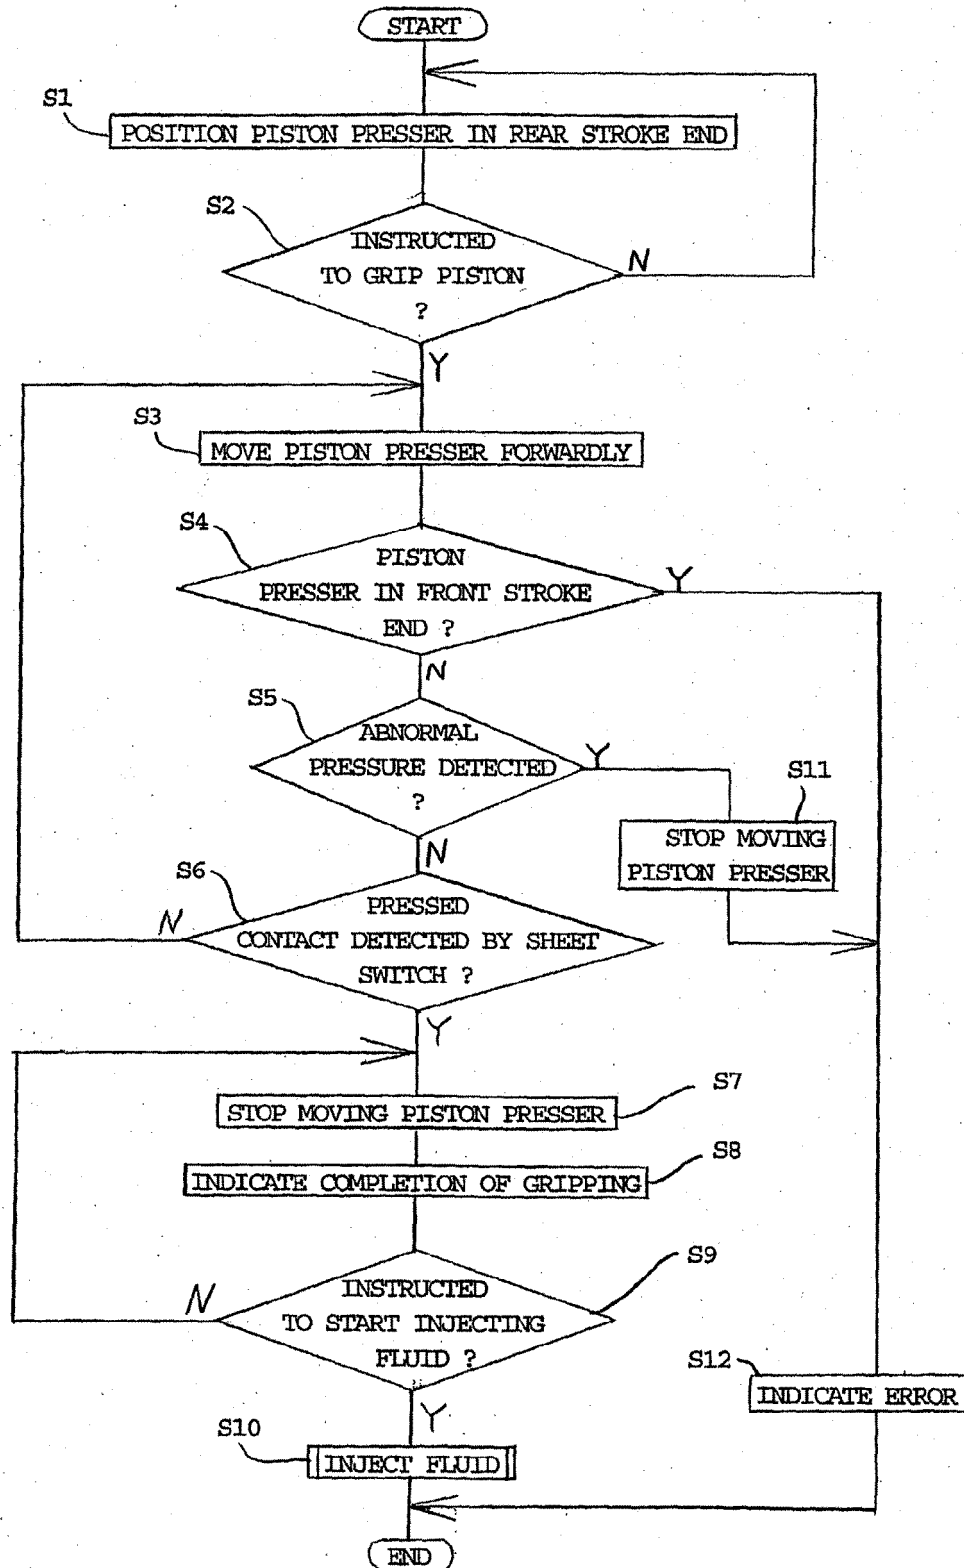 START
S1
POSITION PISTON PRESSER IN REAR STROKE END
S2
INSTRUCTED
TO GRIP PISTON
?
N
Y
S3
MOVE PISTON PRESSER FORWARDLY
S4
PISTON
PRESSER IN FRONT STROKE
END ?
Y
N
S5
ABNORMAL
PRESSURE DETECTED
?
Y
S11
STOP MOVING
PISTON PRESSER
N
S6
PRESSED
CONTACT DETECTED BY SHEET
SWITCH ?
N
Y
S7
STOP MOVING PISTON PRESSER
S8
INDICATE COMPLETION OF GRIPPING
S9
INSTRUCTED
TO START INJECTING
FLUID ?
N
Y
S12
INDICATE ERROR
S10
INJECT FLUID
END